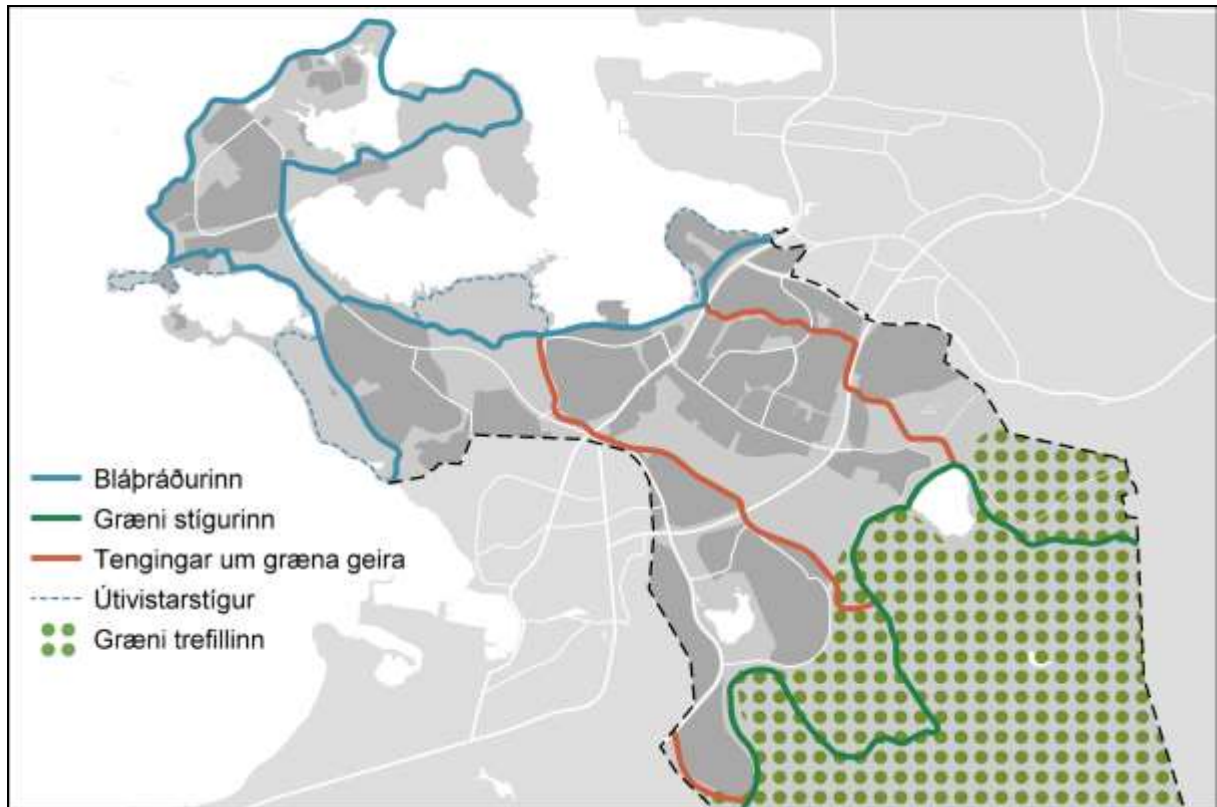 Bláþráðurinn
Græni stígurinn
Tengingar um græna geira
Útivistarstígur
Græni trefillinn